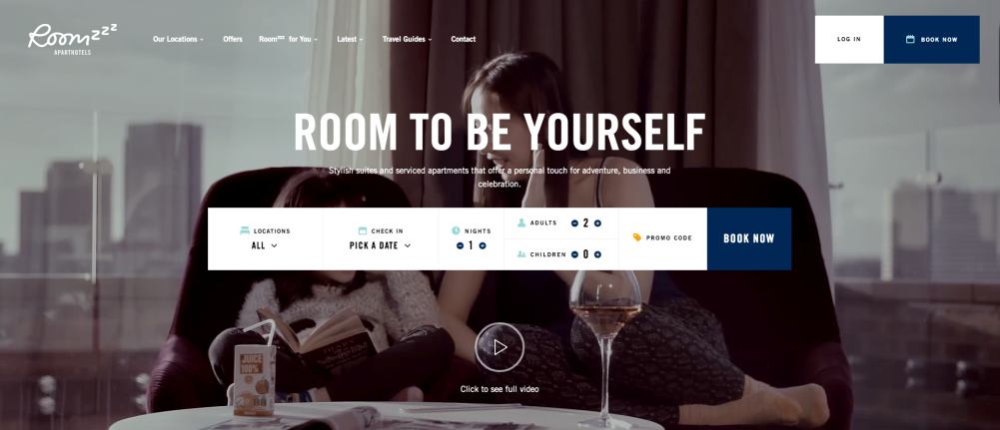 Roomzzz
APARTHOTELS
Our Locations
Offers
Roomzzz for You
Latest
Travel Guides
Contact
LOG IN
BOOK NOW
ROOM TO BE YOURSELF
Stylish suites and serviced apartments that offer a personal touch for adventure, business and
celebration.
LOCATIONS
ALL
CHECK IN
PICK A DATE
NIGHTS
1
ADULTS
2
CHILDREN
0
PROMO CODE
BOOK NOW
JUICE
100%
Click to see full video